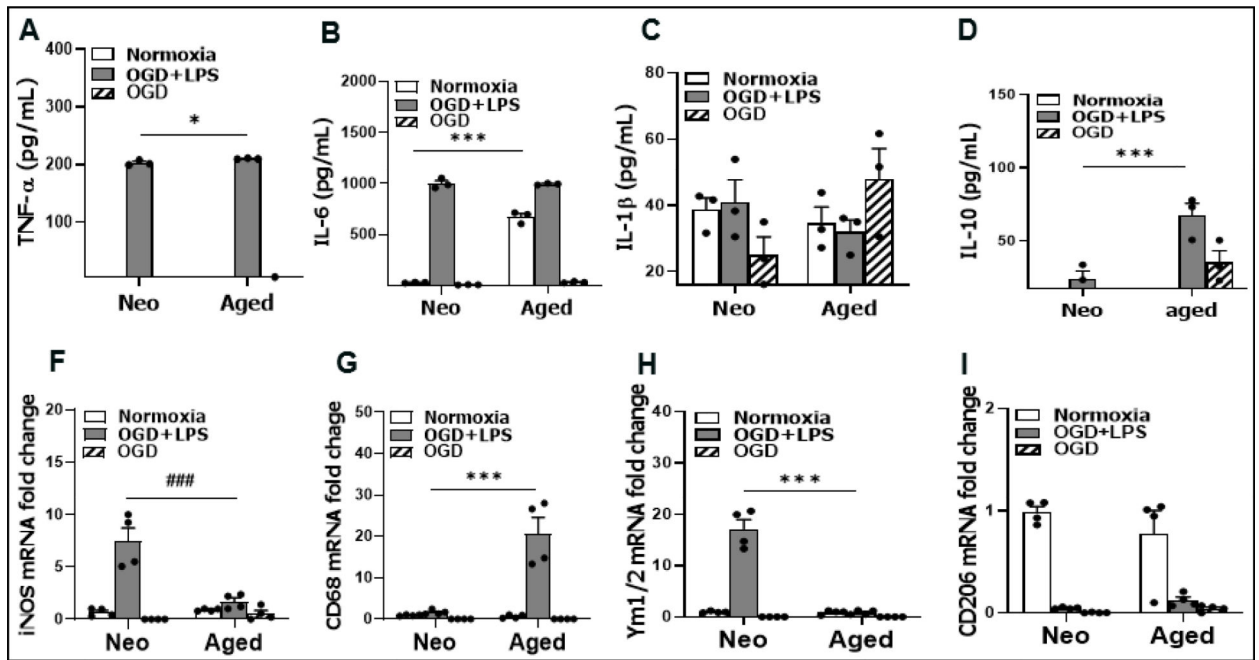 A
TNF-α (pg/mL)
400
300
200
100
Normoxia
OGD+LPS
OGD
*
Neo Aged
B
IL-6 (pg/mL)
2000
1500
1000
500
Normoxia
OGD+LPS
OGD
***
Neo Aged
C
IL-1β (pg/mL)
80
60
40
20
Normoxia
OGD+LPS
OGD
Neo Aged
D
IL-10 (pg/mL)
150
100
50
Normoxia
OGD+LPS
OGD
***
Neo aged
F
iNOS mRNA fold change
20
15
10
5
0
Normoxia
OGD+LPS
OGD
###
Neo Aged
G
CD68 mRNA fold chage
50
40
30
20
10
0
Normoxia
OGD+LPS
OGD
***
Neo Aged
H
Ym1/2 mRNA fold change
40
30
20
10
0
Normoxia
OGD+LPS
OGD
***
Neo Aged
I
CD206 mRNA fold change
2
1
0
Normoxia
OGD+LPS
OGD
Neo Aged